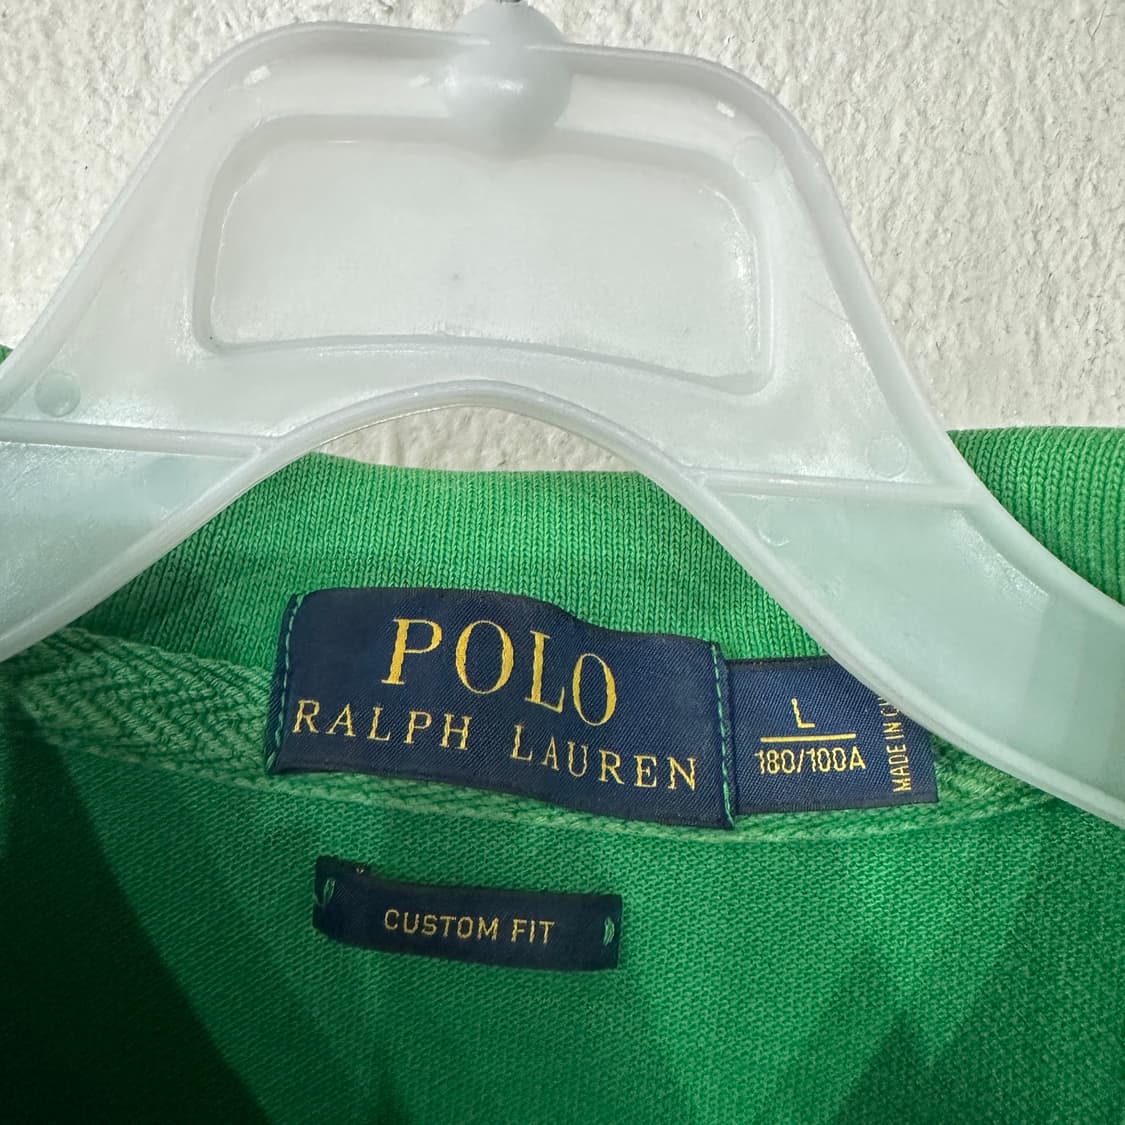 POLO
RALPH LAUREN
L
180/100A
MADE IN
CUSTOM FIT